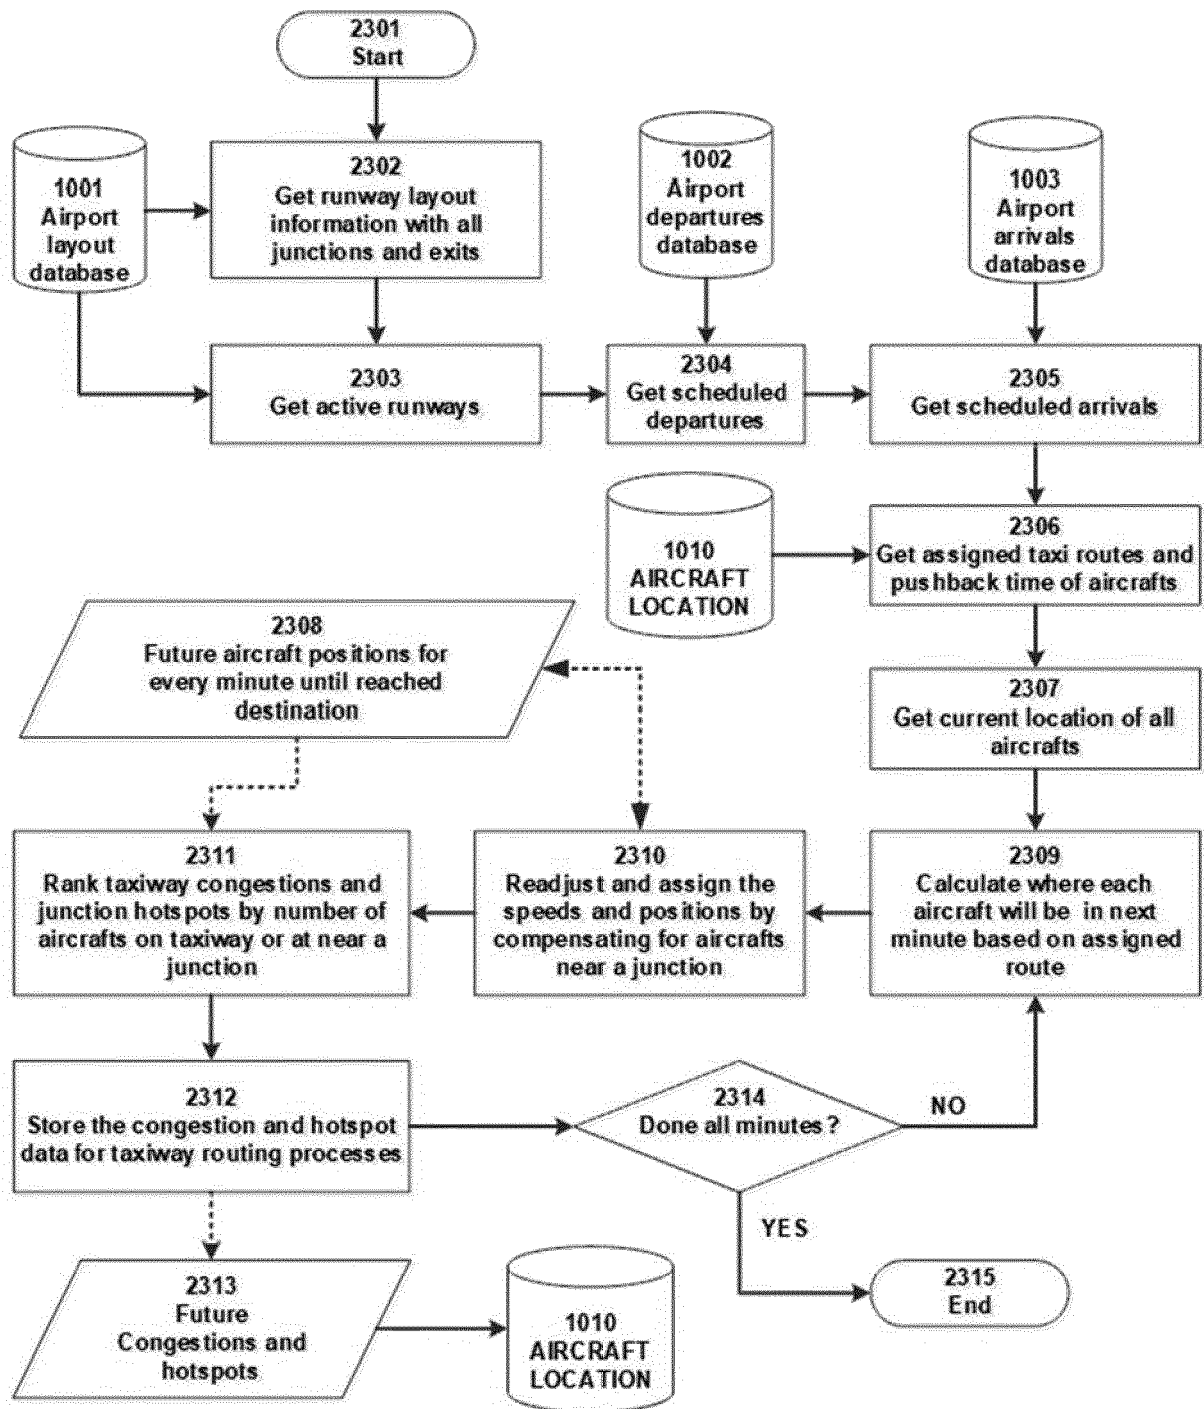 2301
Start
1001
Airport
layout
database
2302
Get runway layout
information with all
junctions and exits
1002
Airport
departures
database
1003
Airport
arrivals
database
2303
Get active runways
2304
Get scheduled
departures
2305
Get scheduled arrivals
1010
AIRCRAFT
LOCATION
2306
Get assigned taxi routes and
pushback time of aircrafts
2308
Future aircraft positions for
every minute until reached
destination
2307
Get current location of all
aircrafts
2311
Rank taxiway congestions and
junction hotspots by number of
aircrafts on taxiway or at near a
junction
2310
Readjust and assign the
speeds and positions by
compensating for aircrafts
near a junction
2309
Calculate where each
aircraft will be in next
minute based on assigned
route
2312
Store the congestion and hotspot
data for taxiway routing processes
2314
Done all minutes?
NO
YES
2313
Future
Congestions and
hotspots
1010
AIRCRAFT
LOCATION
2315
End